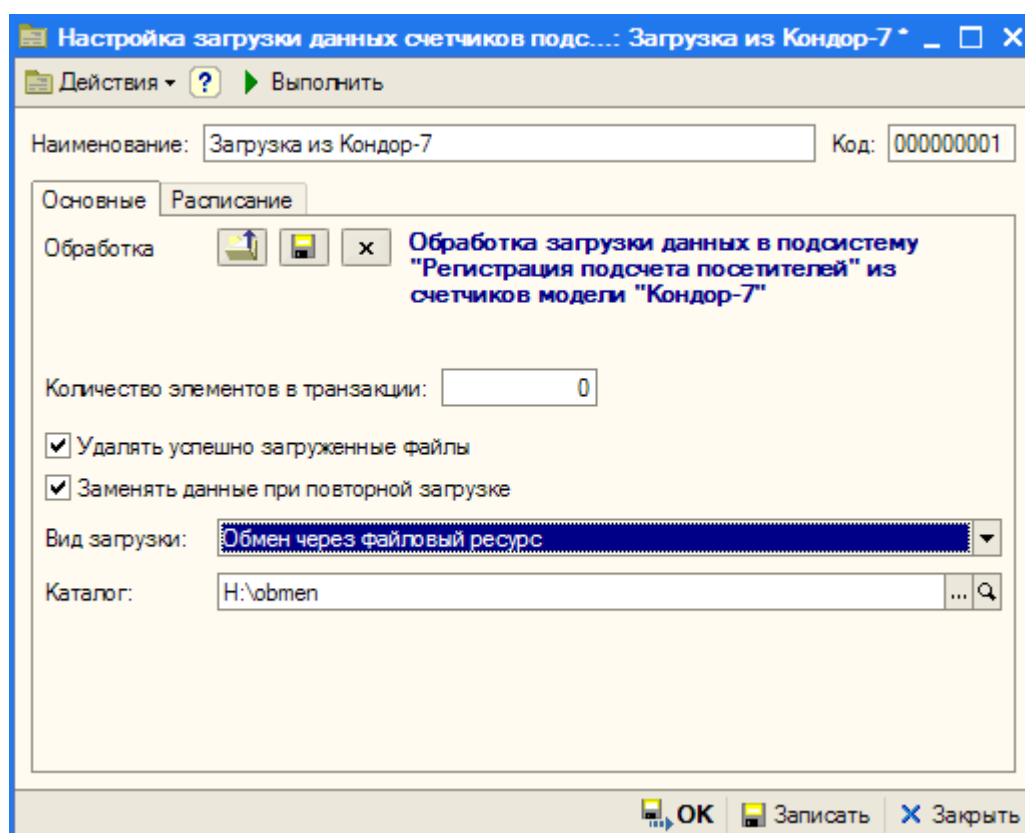 Настройка загрузки данных счетчиков подс...: Загрузка из Кондор-7 *
Действия ? Выполнить
Наименование: Загрузка из Кондор-7 Код: 000000001
Основные Расписание
Обработка x Обработка загрузки данных в подсистему
"Регистрация подсчета посетителей" из
счетчиков модели "Кондор-7"
Количество элементов в транзакции: 0
Удалять успешно загруженные файлы
Заменять данные при повторной загрузке
Вид загрузки: Обмен через файловый ресурс
Каталог: H:\obmen ...
OK Записать Закрыть